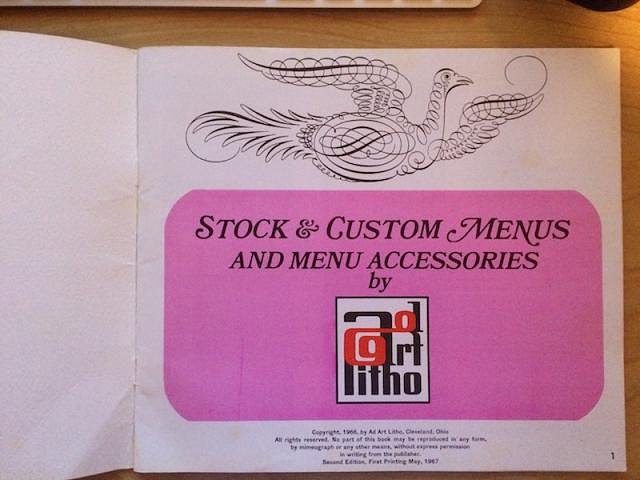 STOCK & CUSTOM MENUS
AND MENU ACCESSORIES
by
ad
art
litho
Copyright, 1966, by Ad Art Litho, Cleveland, Ohio
All rights reserved. No part of this book may be reproduced in any form,
by mimeograph or any other means, without express permission
in writing from the publisher.
Second Edition, First Printing May, 1967
1